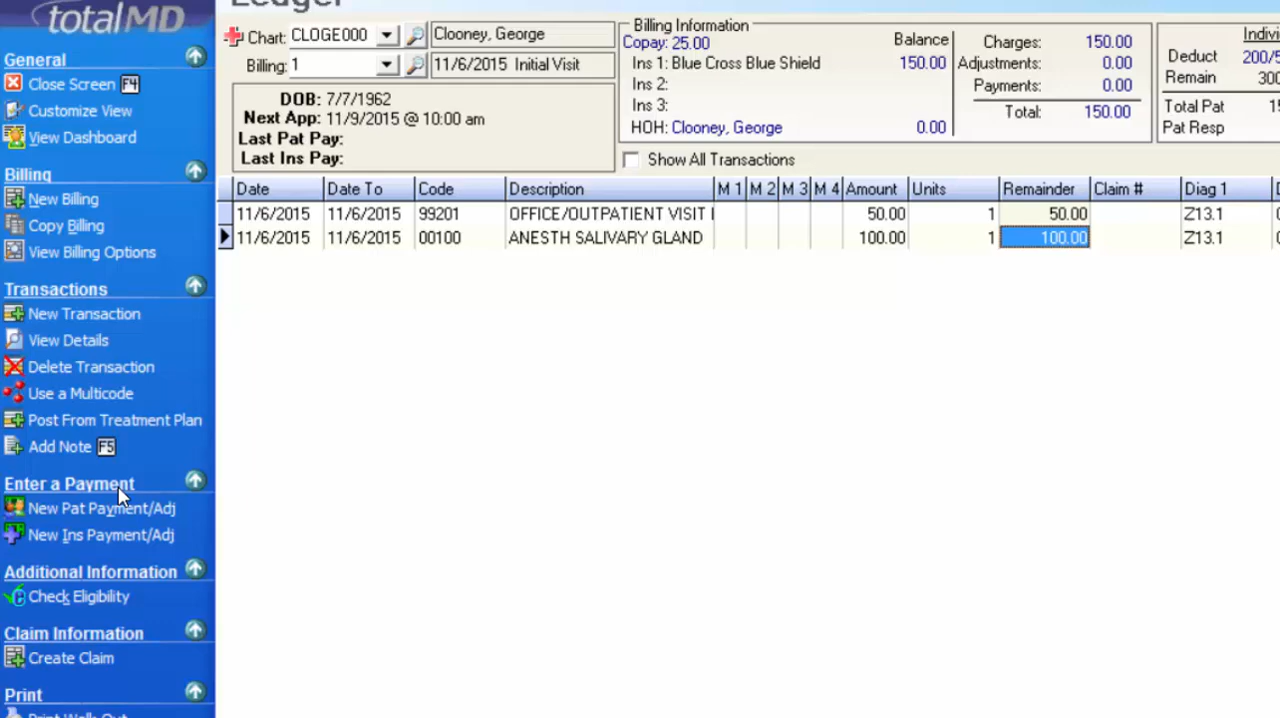 totalMD
Ledger
General
Close Screen F4
Customize View
View Dashboard
Billing
New Billing
Copy Billing
View Billing Options
Transactions
New Transaction
View Details
Delete Transaction
Use a Multicode
Post From Treatment Plan
Add Note F5
Enter a Payment
New Pat Payment/Adj
New Ins Payment/Adj
Additional Information
Check Eligibility
Claim Information
Create Claim
Print
Print Walk Out
Chart: CLOGE000 Clooney, George
Billing: 1 11/6/2015 Initial Visit
DOB: 7/7/1962
Next App: 11/9/2015 @ 10:00 am
Last Pat Pay:
Last Ins Pay:
Billing Information
Copay: 25.00 Balance
Ins 1: Blue Cross Blue Shield 150.00
Ins 2:
Ins 3:
HOH: Clooney, George 0.00
Charges: 150.00
Adjustments: 0.00
Payments: 0.00
Total: 150.00
Indivi
Deduct 200/5
Remain 300
Total Pat 15
Pat Resp
Show All Transactions
Date Date To Code Description M 1 M 2 M 3 M 4 Amount Units Remainder Claim # Diag 1
11/6/2015 11/6/2015 99201 OFFICE/OUTPATIENT VISIT 50.00 1 50.00 Z13.1
11/6/2015 11/6/2015 00100 ANESTH SALIVARY GLAND 100.00 1 100.00 Z13.1